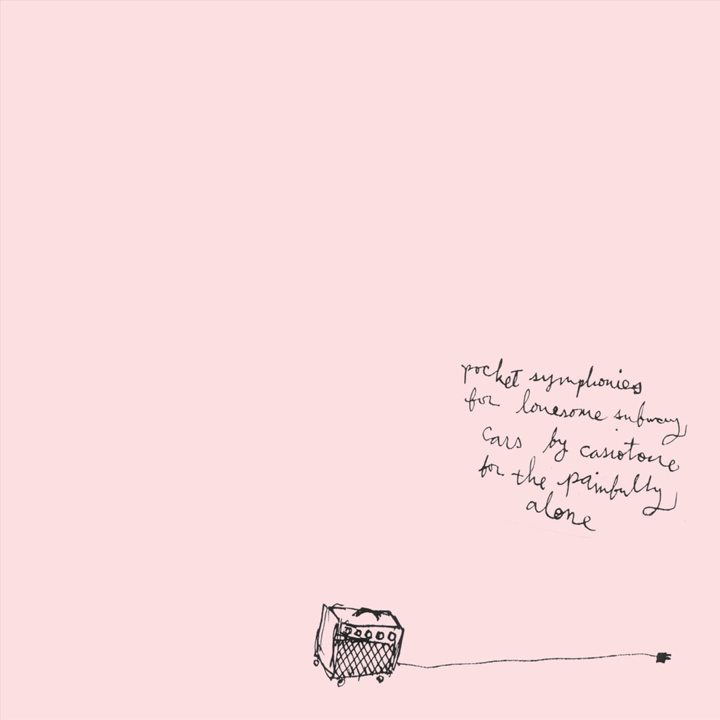 pocket symphonies
for lonesome subway
cars by casiotone
for the painfully
alone